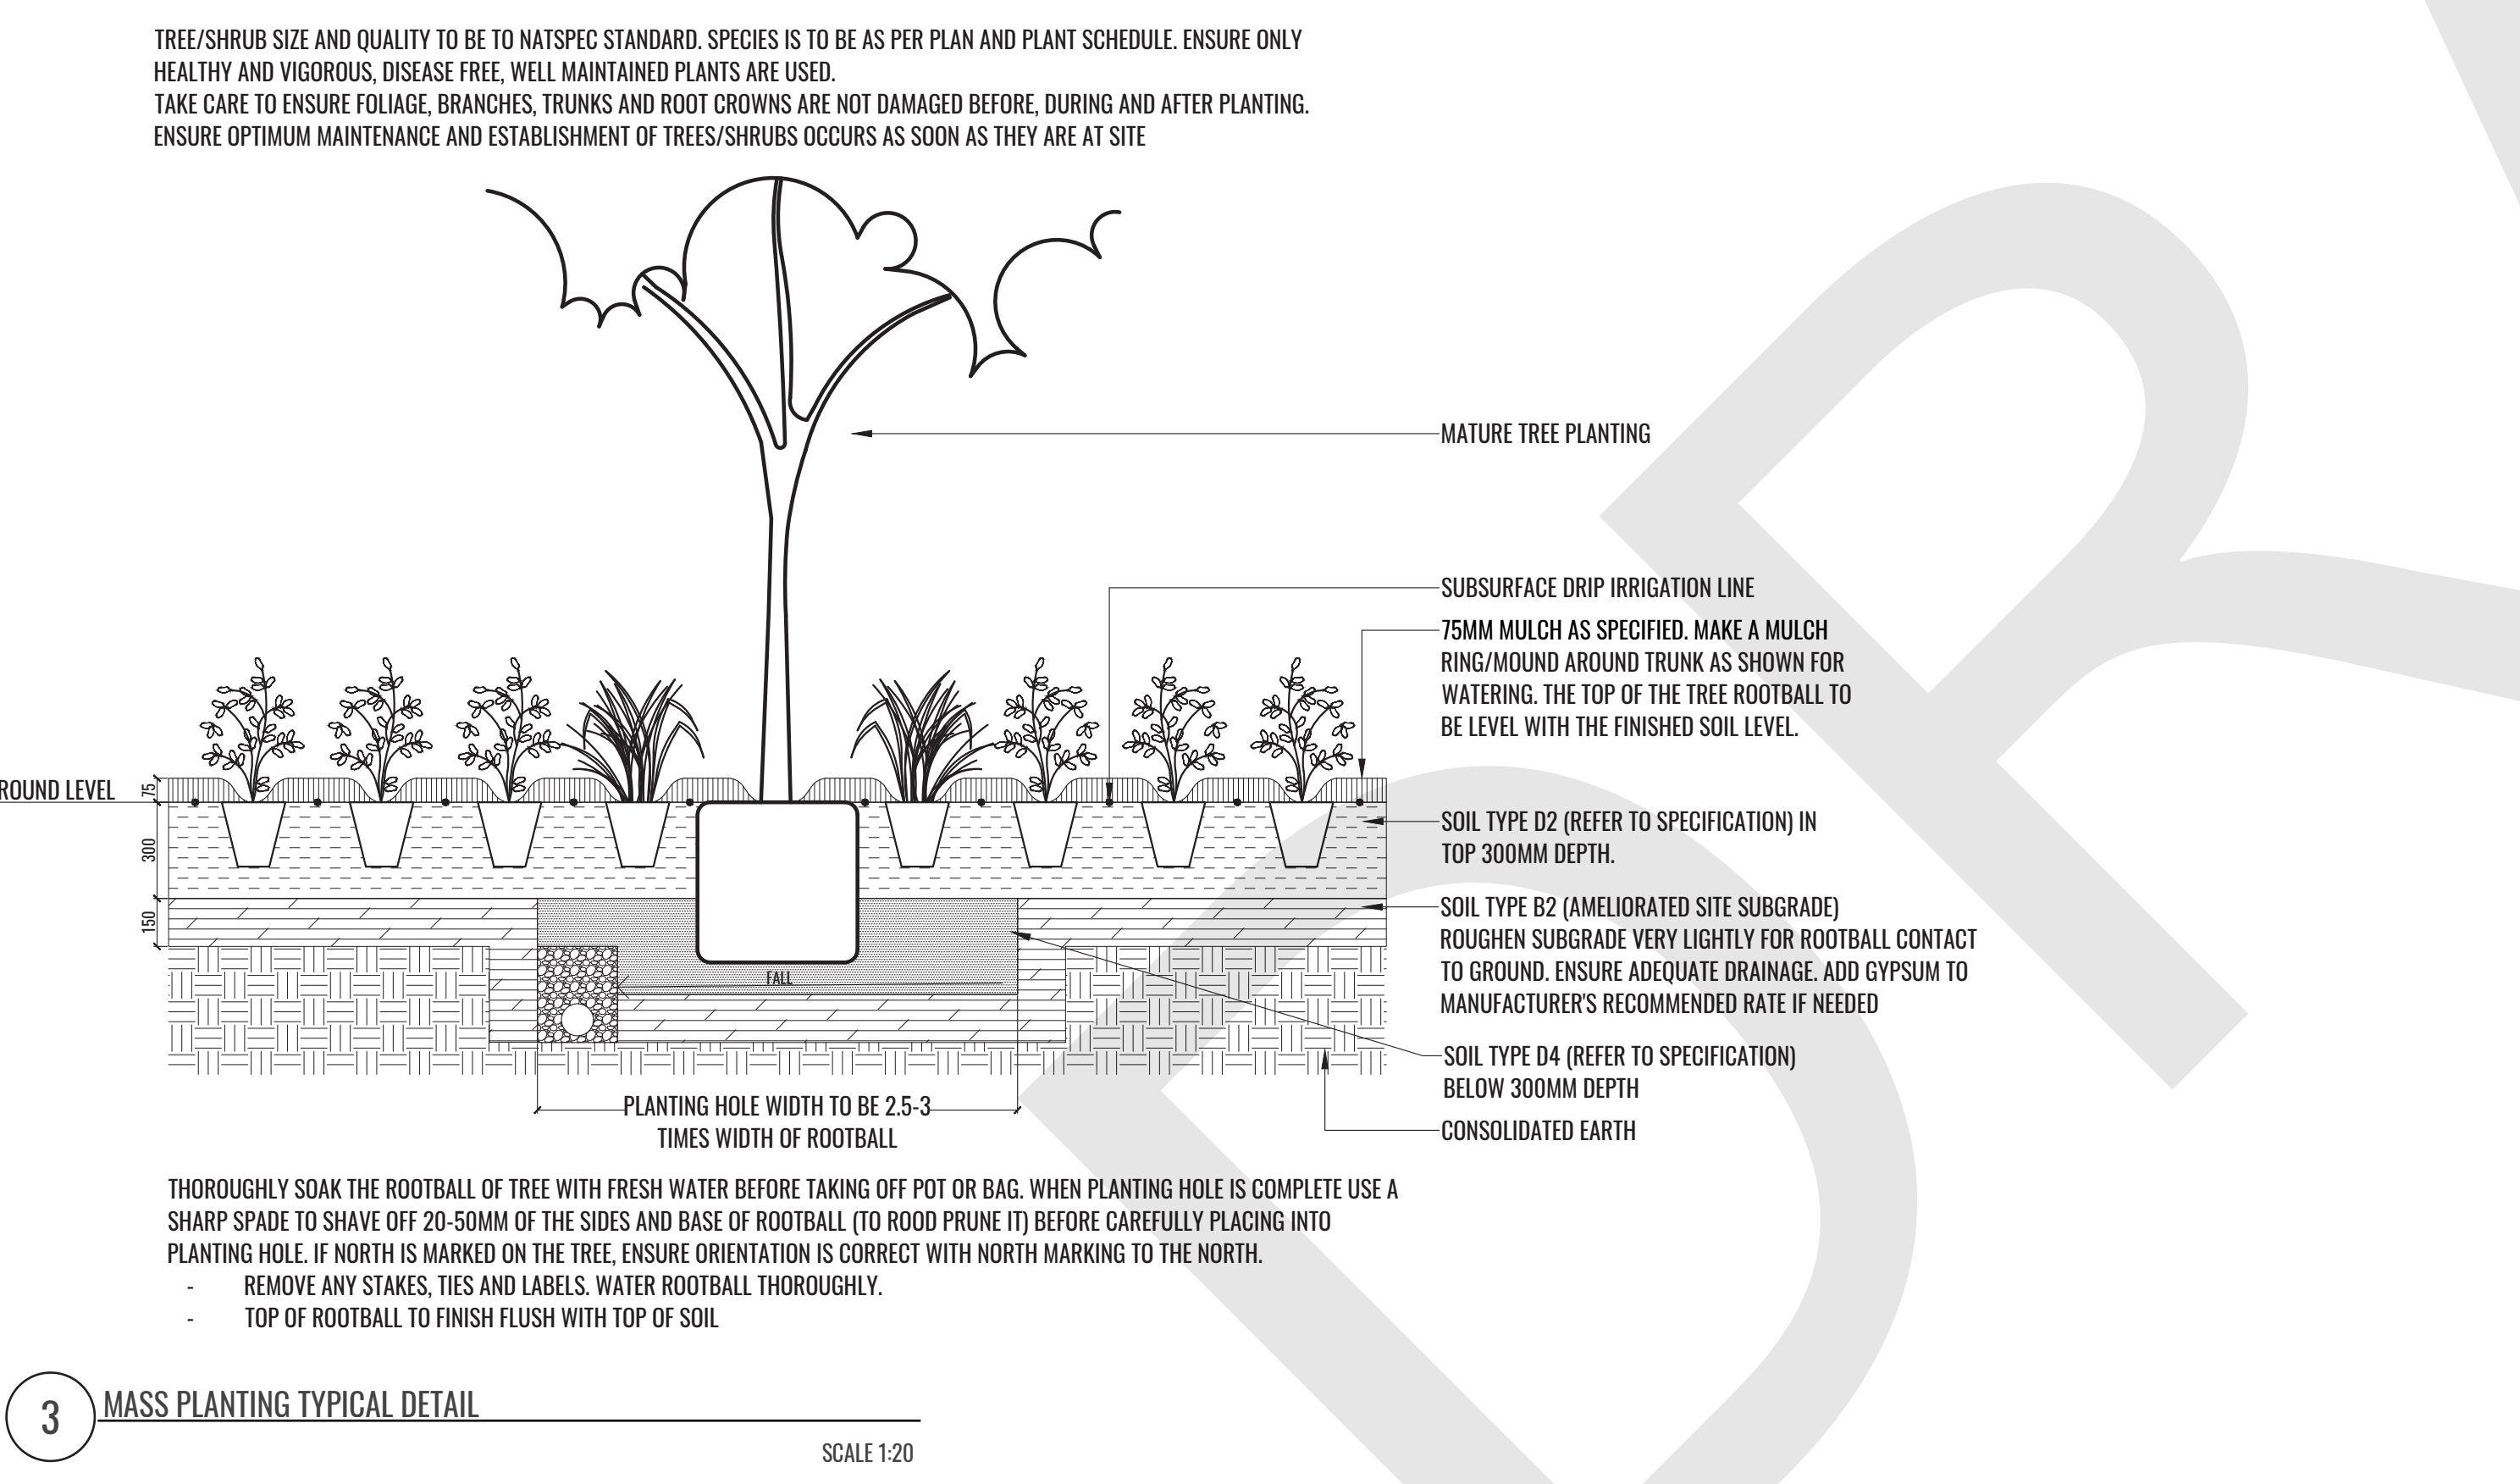 TREE/SHRUB SIZE AND QUALITY TO BE TO NATSPEC STANDARD. SPECIES IS TO BE AS PER PLAN AND PLANT SCHEDULE. ENSURE ONLY
HEALTHY AND VIGOROUS, DISEASE FREE, WELL MAINTAINED PLANTS ARE USED.
TAKE CARE TO ENSURE FOLIAGE, BRANCHES, TRUNKS AND ROOT CROWNS ARE NOT DAMAGED BEFORE, DURING AND AFTER PLANTING.
ENSURE OPTIMUM MAINTENANCE AND ESTABLISHMENT OF TREES/SHRUBS OCCURS AS SOON AS THEY ARE AT SITE
MATURE TREE PLANTING
SUBSURFACE DRIP IRRIGATION LINE
75MM MULCH AS SPECIFIED. MAKE A MULCH
RING/MOUND AROUND TRUNK AS SHOWN FOR
WATERING. THE TOP OF THE TREE ROOTBALL TO
BE LEVEL WITH THE FINISHED SOIL LEVEL.
ROUND LEVEL
75
300
150
SOIL TYPE D2 (REFER TO SPECIFICATION) IN
TOP 300MM DEPTH.
SOIL TYPE B2 (AMELIORATED SITE SUBGRADE)
ROUGHEN SUBGRADE VERY LIGHTLY FOR ROOTBALL CONTACT
TO GROUND. ENSURE ADEQUATE DRAINAGE. ADD GYPSUM TO
MANUFACTURER'S RECOMMENDED RATE IF NEEDED
FALL
SOIL TYPE D4 (REFER TO SPECIFICATION)
BELOW 300MM DEPTH
CONSOLIDATED EARTH
PLANTING HOLE WIDTH TO BE 2.5-3
TIMES WIDTH OF ROOTBALL
THOROUGHLY SOAK THE ROOTBALL OF TREE WITH FRESH WATER BEFORE TAKING OFF POT OR BAG. WHEN PLANTING HOLE IS COMPLETE USE A
SHARP SPADE TO SHAVE OFF 20-50MM OF THE SIDES AND BASE OF ROOTBALL (TO ROOD PRUNE IT) BEFORE CAREFULLY PLACING INTO
PLANTING HOLE. IF NORTH IS MARKED ON THE TREE, ENSURE ORIENTATION IS CORRECT WITH NORTH MARKING TO THE NORTH.
- REMOVE ANY STAKES, TIES AND LABELS. WATER ROOTBALL THOROUGHLY.
- TOP OF ROOTBALL TO FINISH FLUSH WITH TOP OF SOIL
3 MASS PLANTING TYPICAL DETAIL
SCALE 1:20
DR